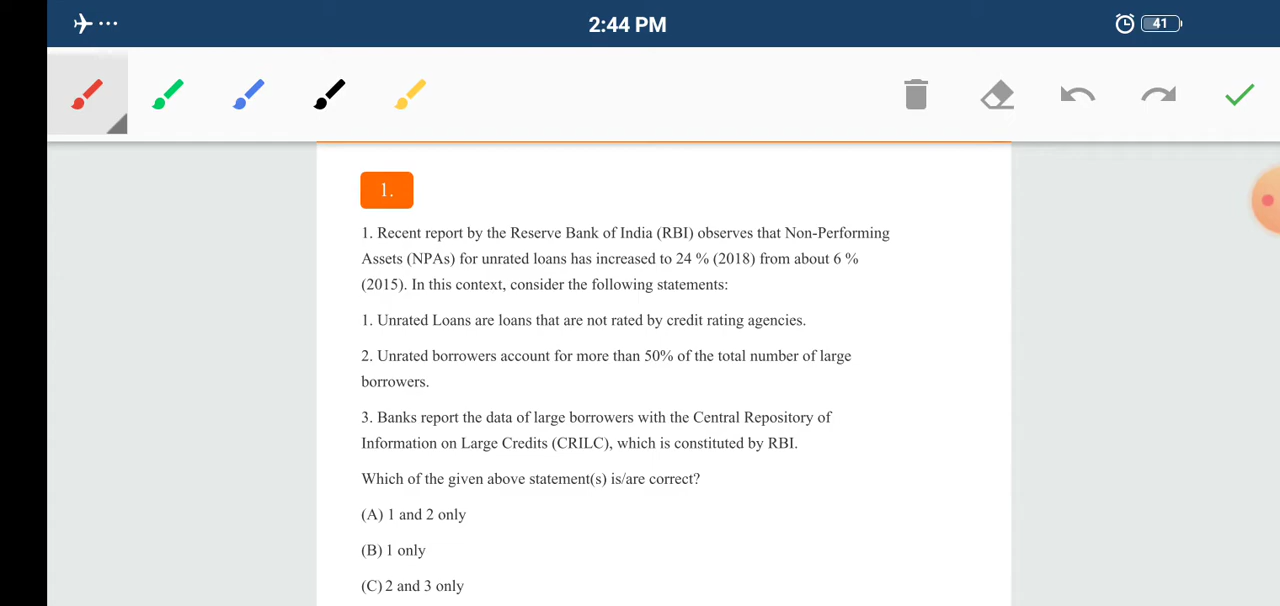 2:44 PM
41
1.
1. Recent report by the Reserve Bank of India (RBI) observes that Non-Performing
Assets (NPAs) for unrated loans has increased to 24 % (2018) from about 6 %
(2015). In this context, consider the following statements:
1. Unrated Loans are loans that are not rated by credit rating agencies.
2. Unrated borrowers account for more than 50% of the total number of large
borrowers.
3. Banks report the data of large borrowers with the Central Repository of
Information on Large Credits (CRILC), which is constituted by RBI.
Which of the given above statement(s) is/are correct?
(A) 1 and 2 only
(B) 1 only
(C) 2 and 3 only